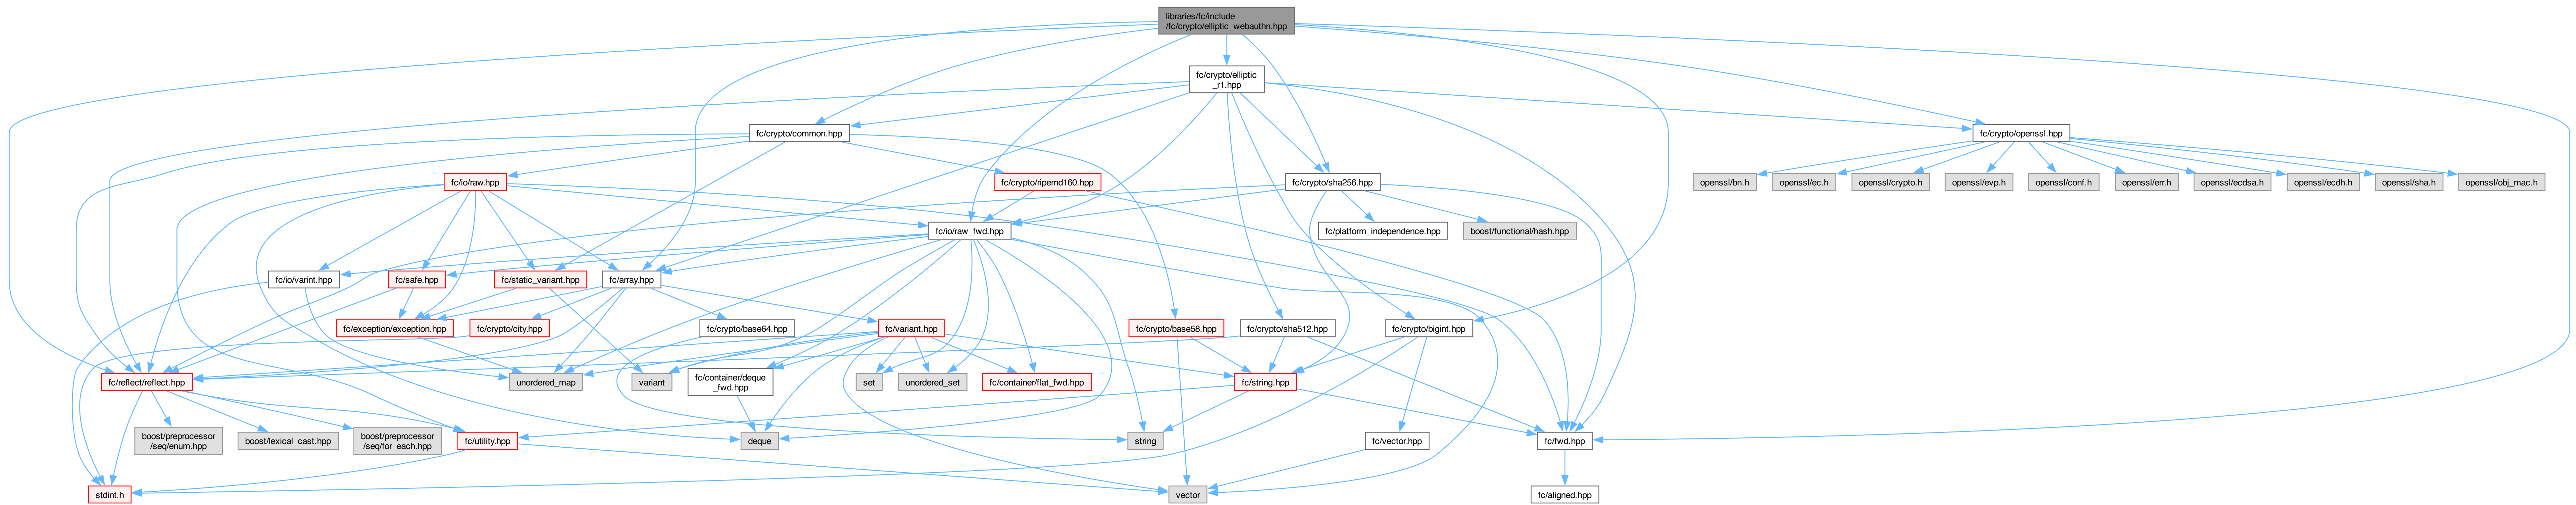 libraries/fc/include
/fc/crypto/elliptic_webauthn.hpp
fc/crypto/elliptic
_r1.hpp
fc/crypto/common.hpp
fc/crypto/openssl.hpp
fc/io/raw.hpp
fc/crypto/ripemd160.hpp
fc/crypto/sha256.hpp
openssl/bn.h
openssl/ec.h
openssl/crypto.h
openssl/evp.h
openssl/conf.h
openssl/err.h
openssl/ecdsa.h
openssl/ecdh.h
openssl/sha.h
openssl/obj_mac.h
fc/io/raw_fwd.hpp
fc/platform_independence.hpp
boost/functional/hash.hpp
fc/io/varint.hpp
fc/safe.hpp
fc/static_variant.hpp
fc/array.hpp
fc/exception/exception.hpp
fc/crypto/city.hpp
fc/crypto/base64.hpp
fc/variant.hpp
fc/crypto/base58.hpp
fc/crypto/sha512.hpp
fc/crypto/bigint.hpp
fc/reflect/reflect.hpp
unordered_map
variant
fc/container/deque
_fwd.hpp
set
unordered_set
fc/container/flat_fwd.hpp
fc/string.hpp
boost/preprocessor
/seq/enum.hpp
boost/lexical_cast.hpp
boost/preprocessor
/seq/for_each.hpp
fc/utility.hpp
deque
string
fc/vector.hpp
fc/fwd.hpp
stdint.h
vector
fc/aligned.hpp